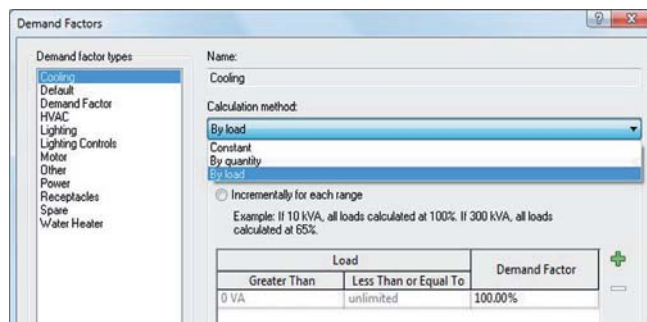 Demand Factors
Demand factor types
Cooling
Default
Demand Factor
HVAC
Lighting
Lighting Controls
Motor
Other
Power
Receptacles
Spare
Water Heater
Name:
Cooling
Calculation method:
By load
Constant
By quantity
By load
Incrementally for each range
Example: If 10 kVA, all loads calculated at 100%. If 300 kVA, all loads
calculated at 65%.
Load
Demand Factor
Greater Than
Less Than or Equal To
0 VA
unlimited
100.00%